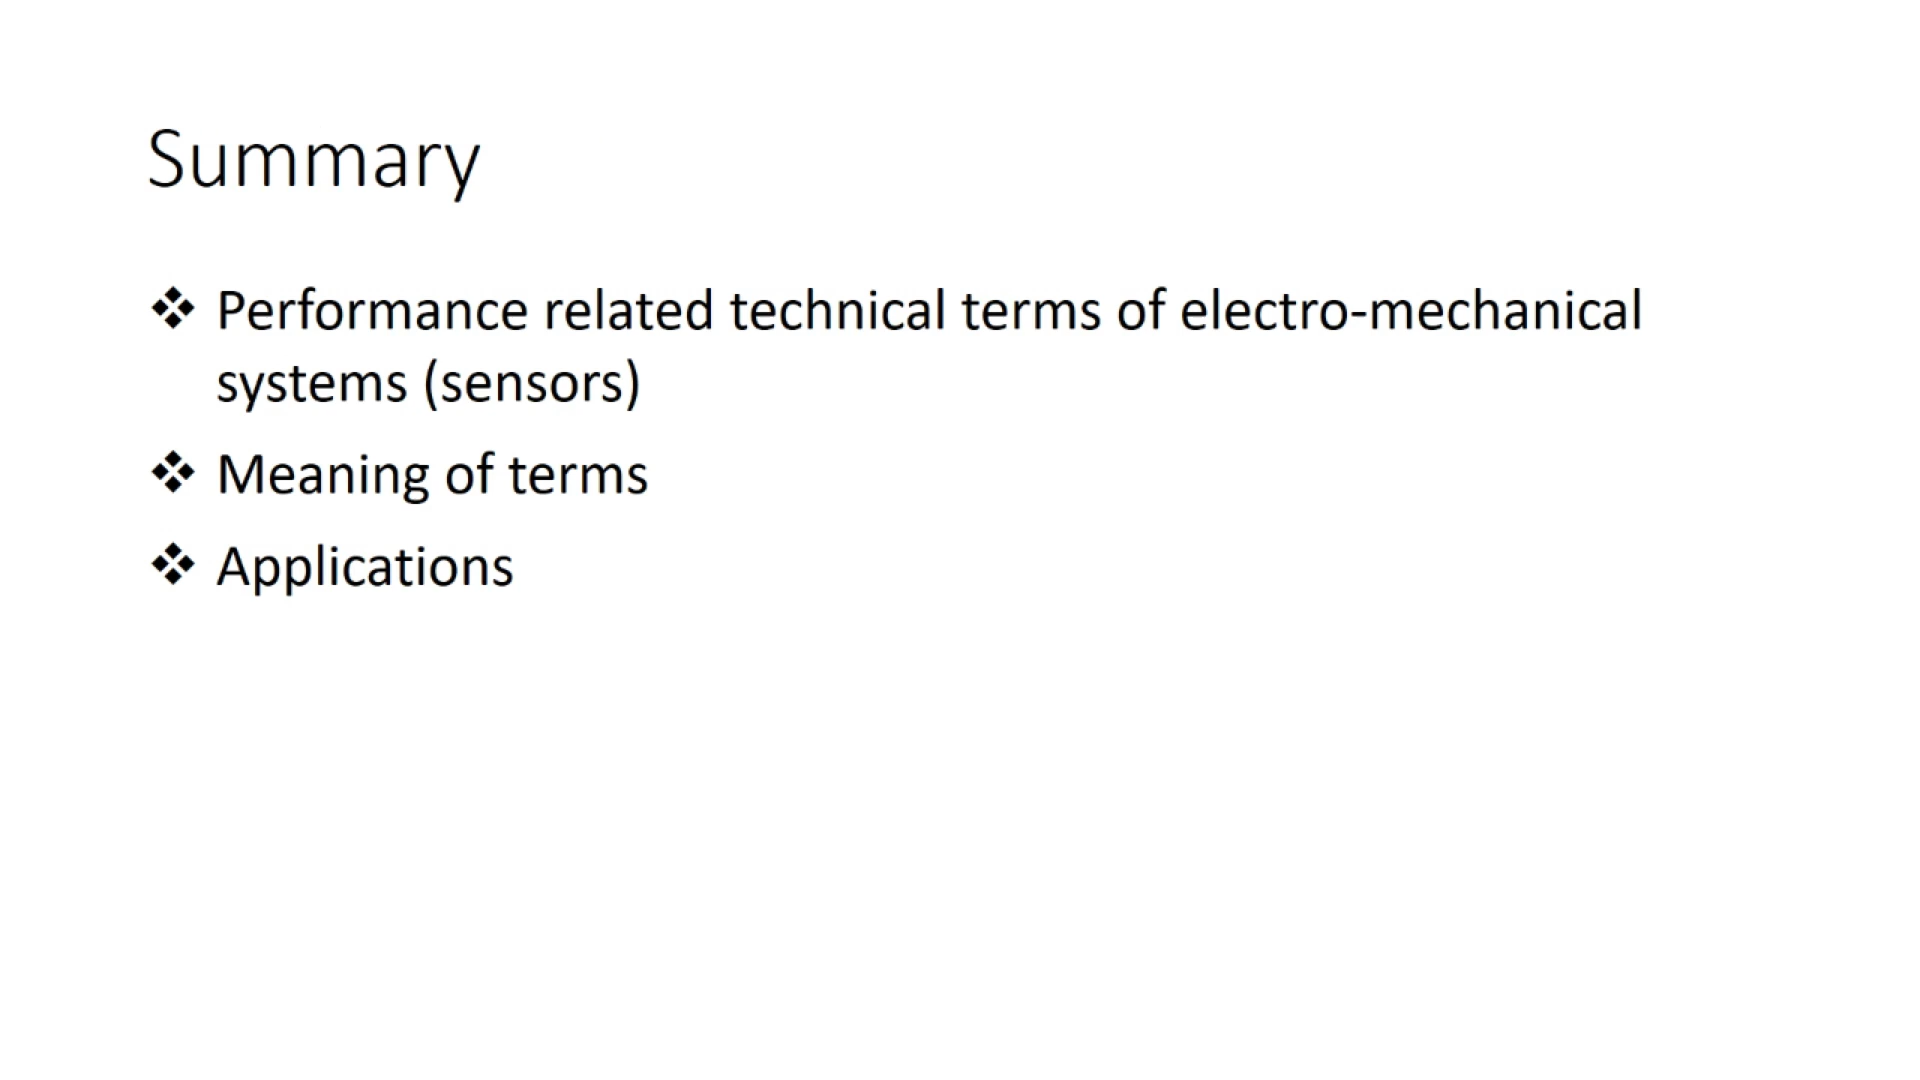 Summary
❖ Performance related technical terms of electro-mechanical
systems (sensors)
❖ Meaning of terms
❖ Applications